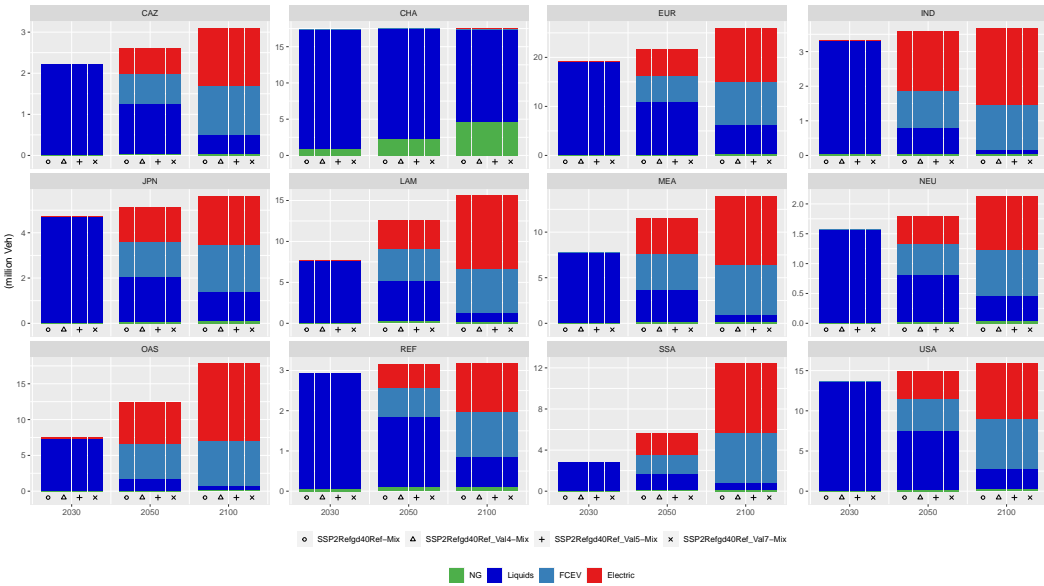 CAZ CHA EUR IND
3 2 1 0
15 10 5 0
20 10 0
3 2 1 0
JPN LAM MEA NEU
4 2 0
15 10 5 0
10 5 0
2.0 1.5 1.0 0.5 0.0
(million Veh)
OAS REF SSA USA
15 10 5 0
3 2 1 0
12 8 4 0
15 10 5 0
2030 2050 2100 2030 2050 2100 2030 2050 2100 2030 2050 2100
SSP2Refgd40Ref−Mix SSP2Refgd40Ref_Val4−Mix SSP2Refgd40Ref_Val5−Mix SSP2Refgd40Ref_Val7−Mix
NG Liquids FCEV Electric